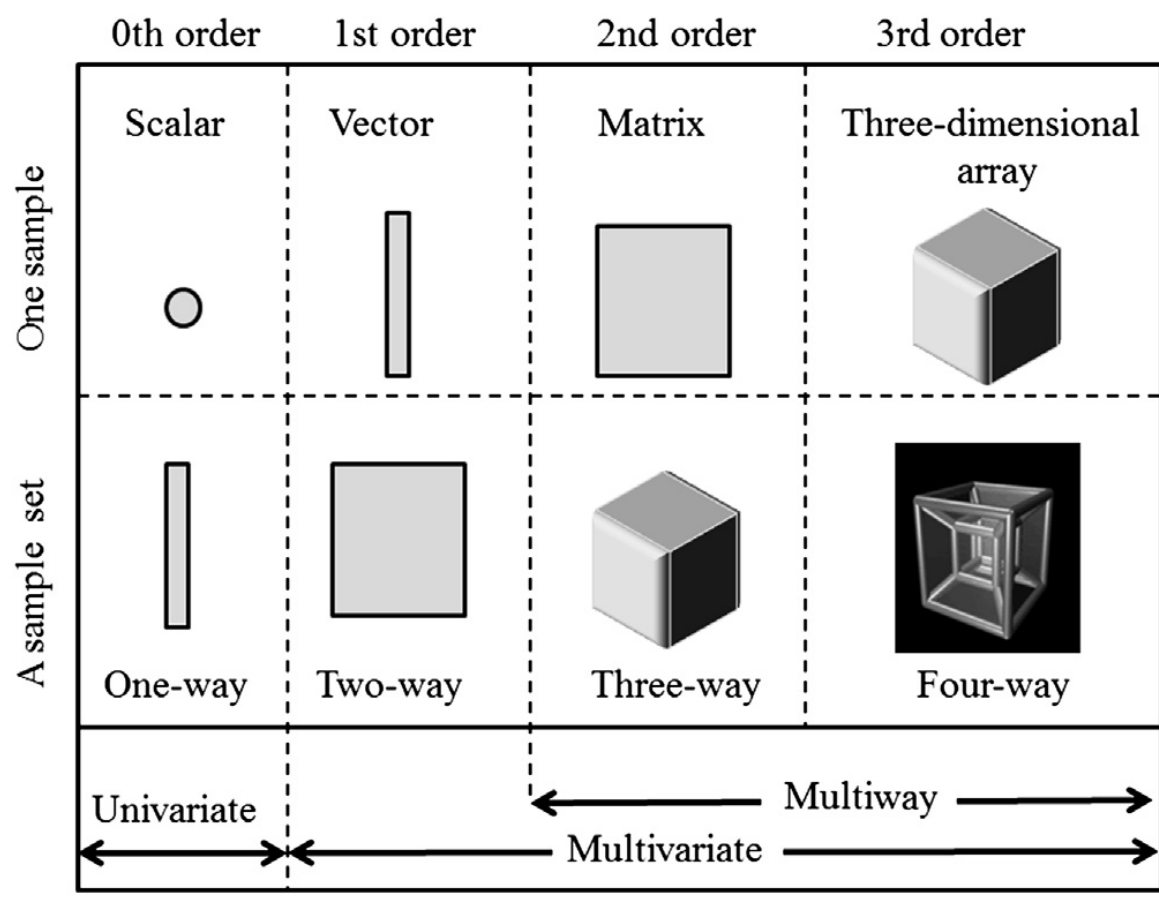 0th order 1st order 2nd order 3rd order
One sample
Scalar Vector Matrix Three-dimensional
array
A sample set
One-way Two-way Three-way Four-way
Univariate Multiway
Multivariate